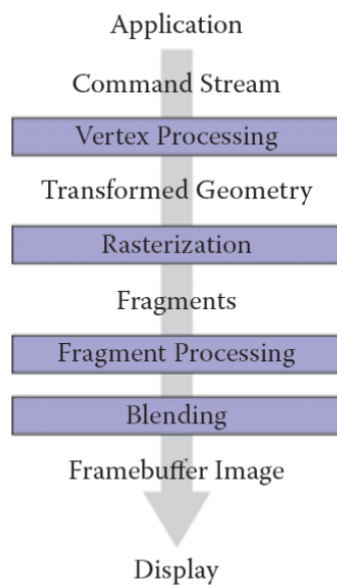 Application
Command Stream
Vertex Processing
Transformed Geometry
Rasterization
Fragments
Fragment Processing
Blending
Framebuffer Image
Display